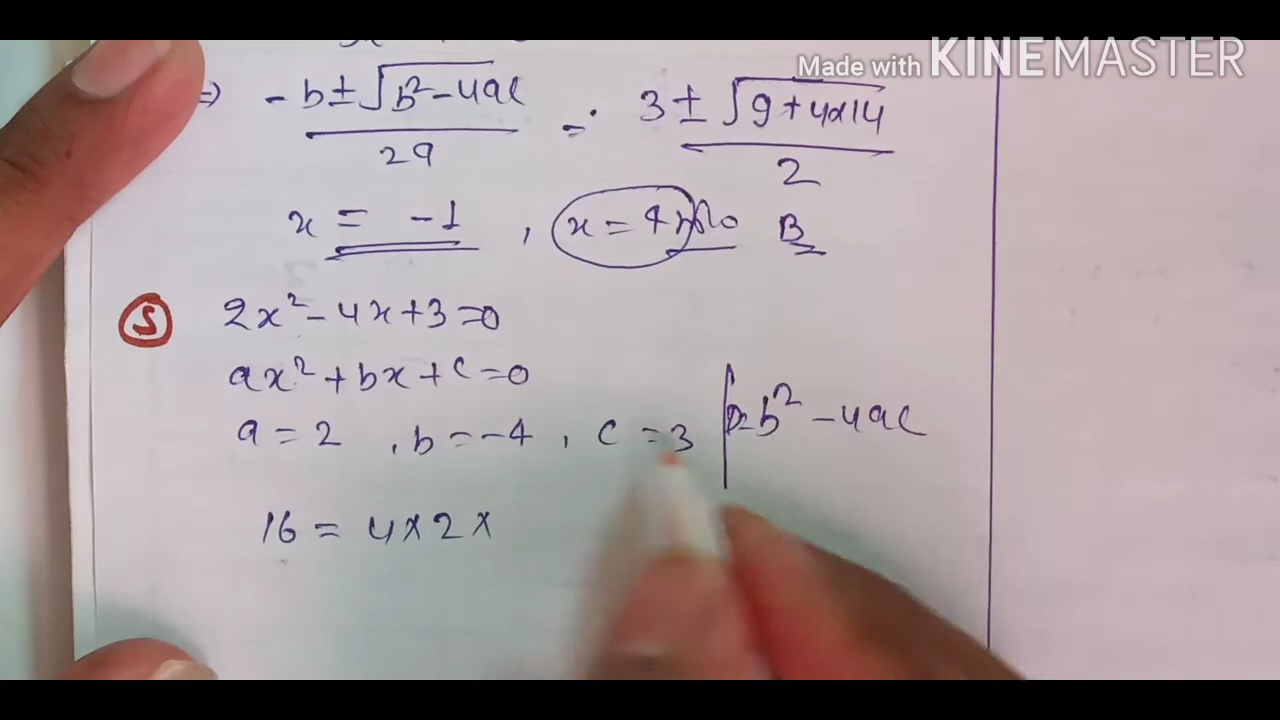 Made with KINEMASTER
⇒ -b±√b²-4ac / 2a = 3±√9+4×14 / 2
x = -1 , x = 4 B
5 2x²-4x+3=0
ax²+bx+c=0
a=2 , b=-4 , c=3 b²-4ac
16 = 4×2×